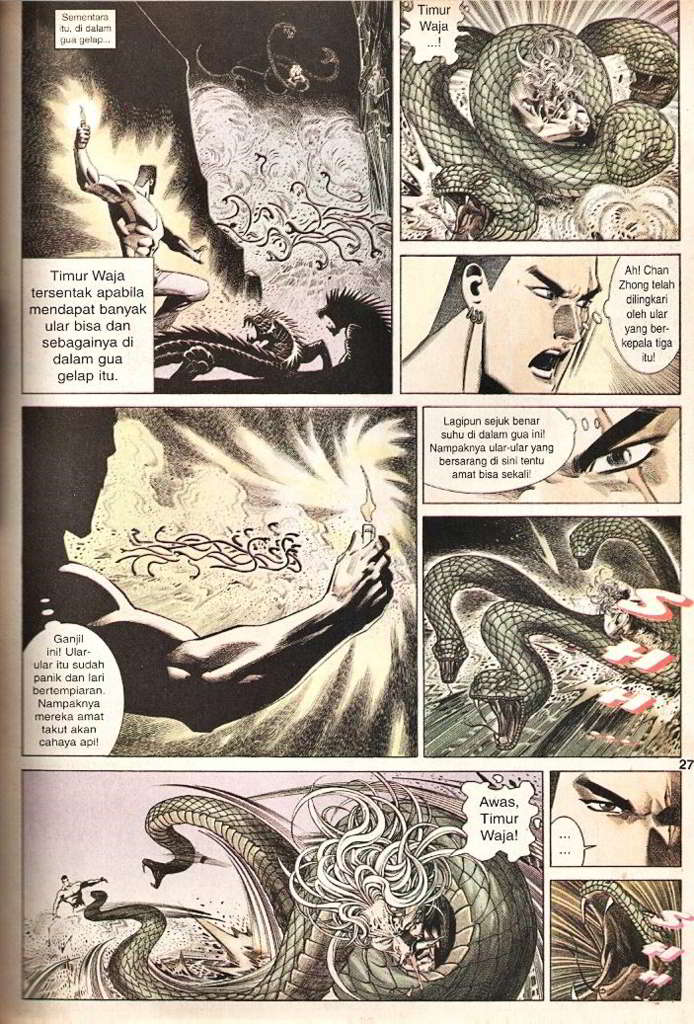 Sementara
itu, di dalam
gua gelap...
Timur Waja
tersentak apabila
mendapat banyak
ular bisa dan
sebagainya di
dalam gua
gelap itu.
Timur
Waja
...!
Ah! Chan
Zhong telah
dilingkari
oleh ular
yang ber-
kepala tiga
itu!
Ganjil
ini! Ular-
ular itu sudah
panik dan lari
bertempiaran.
Nampaknya
mereka amat
takut akan
cahaya api!
Lagipun sejuk benar
suhu di dalam gua ini!
Nampaknya ular-ular yang
bersarang di sini tentu
amat bisa sekali!
S
H
H
27
Awas,
Timur
Waja!
...
...
S
H
H